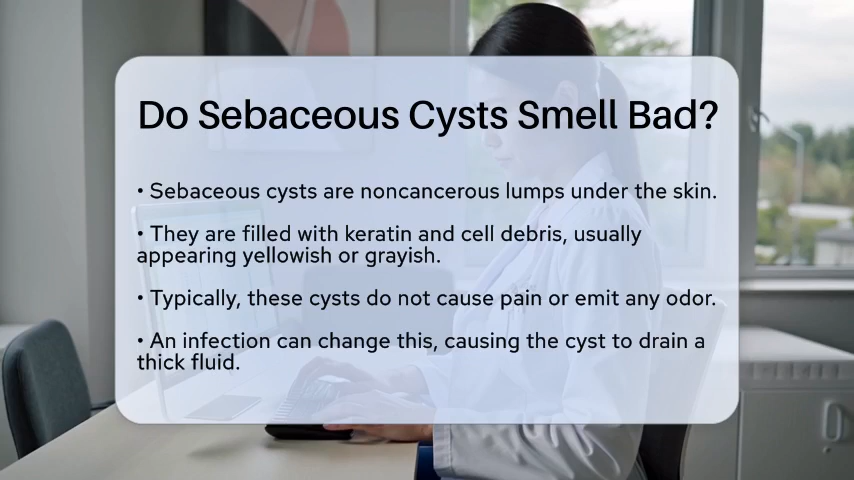 Do Sebaceous Cysts Smell Bad?
• Sebaceous cysts are noncancerous lumps under the skin.
• They are filled with keratin and cell debris, usually
appearing yellowish or grayish.
• Typically, these cysts do not cause pain or emit any odor.
• An infection can change this, causing the cyst to drain a
thick fluid.